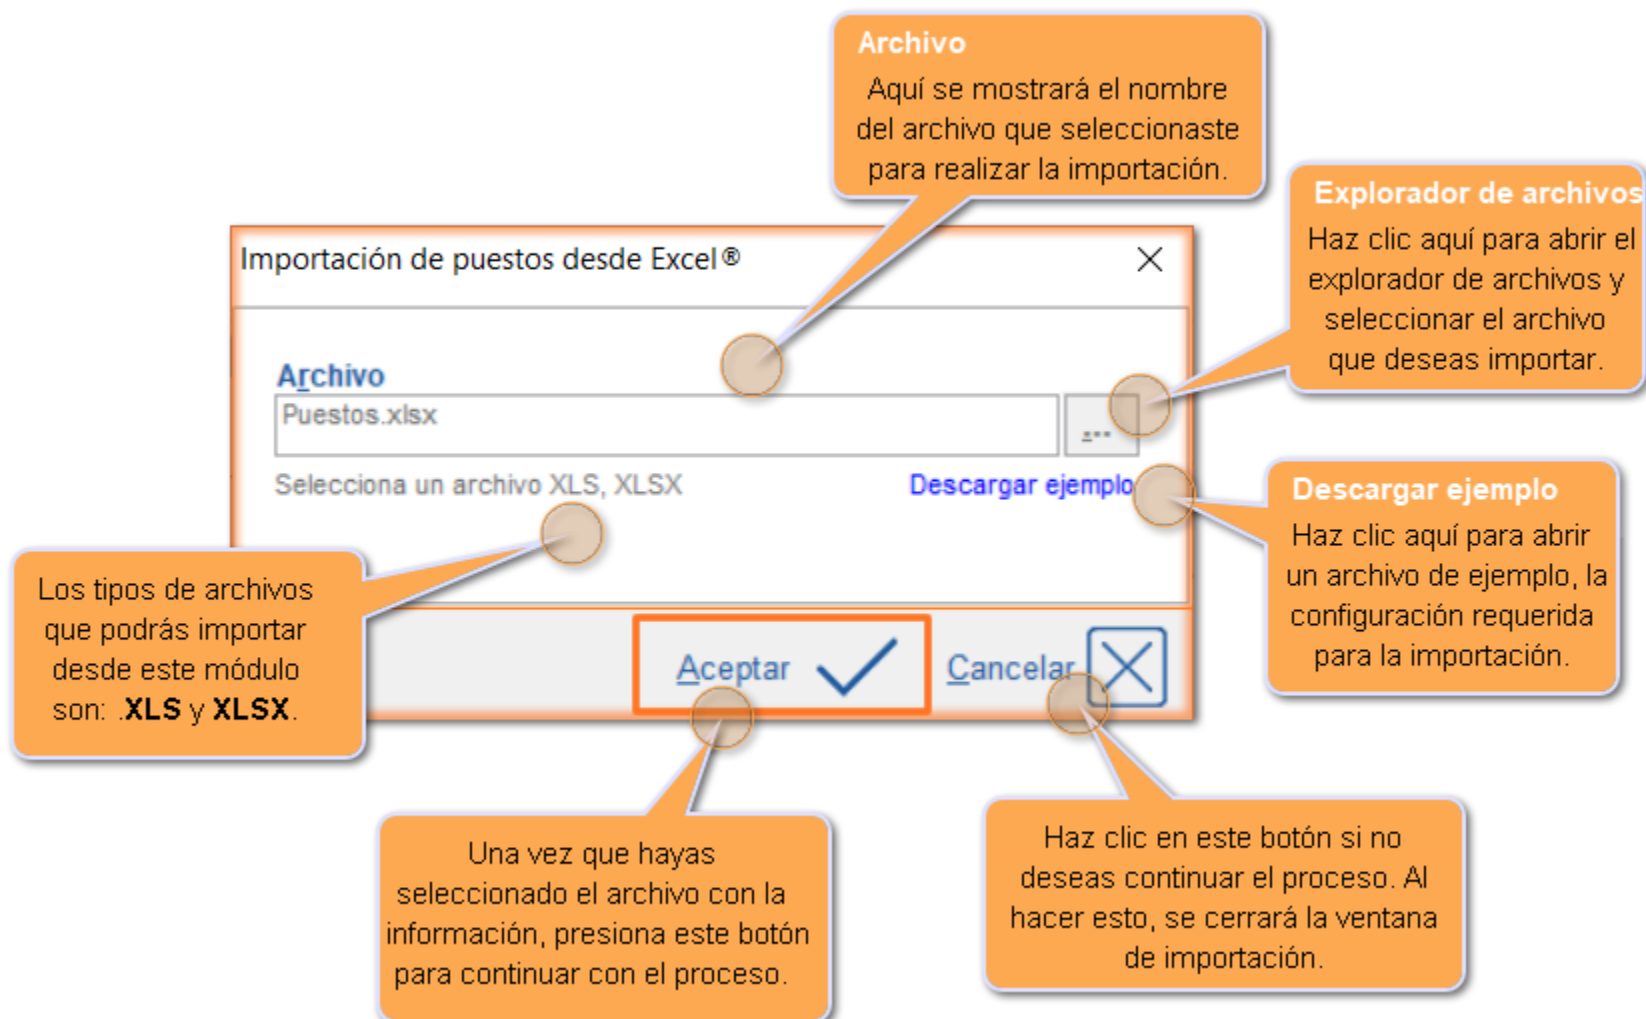 Archivo
Aquí se mostrará el nombre
del archivo que seleccionaste
para realizar la importación.
Explorador de archivos
Haz clic aquí para abrir el
explorador de archivos y
seleccionar el archivo
que deseas importar.
Importación de puestos desde Excel®
Archivo
Puestos.xlsx
...
Selecciona un archivo XLS, XLSX
Descargar ejemplo
Descargar ejemplo
Haz clic aquí para abrir
un archivo de ejemplo, la
configuración requerida
para la importación.
Los tipos de archivos
que podrás importar
desde este módulo
son: .XLS y XLSX.
Aceptar
Cancelar
Una vez que hayas
seleccionado el archivo con la
información, presiona este botón
para continuar con el proceso.
Haz clic en este botón si no
deseas continuar el proceso. Al
hacer esto, se cerrará la ventana
de importación.